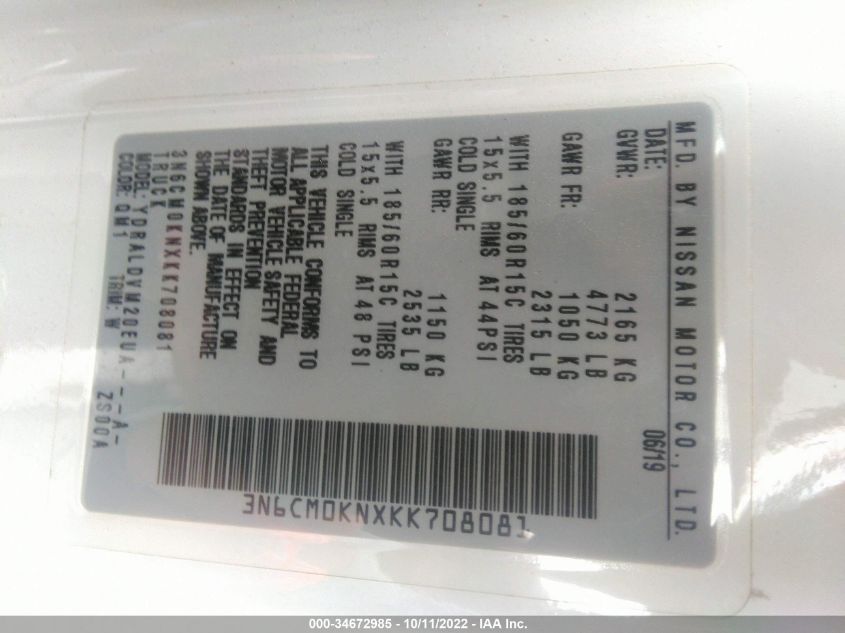 MFD. BY NISSAN MOTOR CO., LTD.
DATE: 06/19
GVWR: 2165 KG
4773 LB
GAWR FR: 1050 KG
2315 LB
WITH 185/60R15C TIRES
15x5.5 RIMS AT 44PSI
COLD SINGLE
GAWR RR: 1150 KG
2535 LB
WITH 185/60R15C TIRES
15x5.5 RIMS AT 48 PSI
COLD SINGLE
THIS VEHICLE CONFORMS TO
ALL APPLICABLE FEDERAL
MOTOR VEHICLE SAFETY AND
THEFT PREVENTION
STANDARDS IN EFFECT ON
THE DATE OF MANUFACTURE
SHOWN ABOVE.
3N6CM0KNXKK708081
TRUCK
MODEL: YDRALDVM20EUA---A-
COLOR: QM1 TRIM: W ZS00A
3N6CM0KNXKK708081
000-34672985 - 10/11/2022 - IAA Inc.